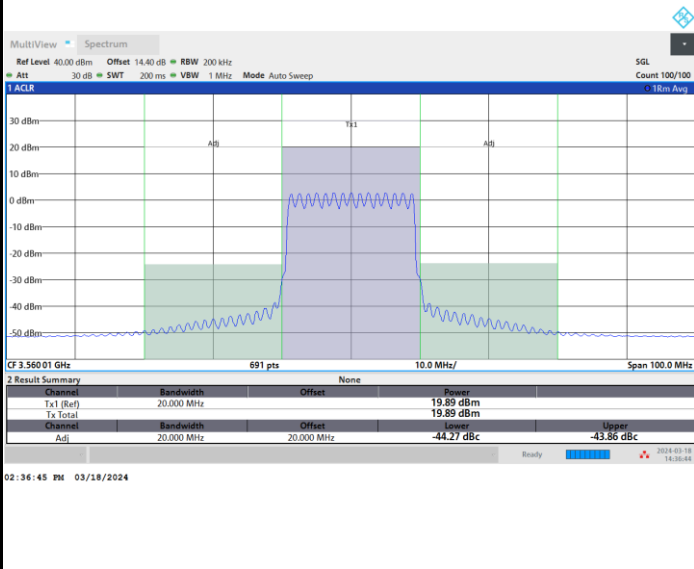 MultiView Spectrum
Ref Level 40.00 dBm Offset 14.40 dB RBW 200 kHz SGL
Att 30 dB SWT 200 ms VBW 1 MHz Mode Auto Sweep Count 100/100
1 ACLR 1Rm Avg
Tx1
Adj Adj
30 dBm
20 dBm
10 dBm
0 dBm
-10 dBm
-20 dBm
-30 dBm
-40 dBm
-50 dBm
CF 3.560 01 GHz 691 pts 10.0 MHz/ Span 100.0 MHz
2 Result Summary None
Channel Bandwidth Offset Power
Tx1 (Ref) 20.000 MHz 19.89 dBm
Tx Total 19.89 dBm
Channel Bandwidth Offset Lower Upper
Adj 20.000 MHz 20.000 MHz -44.27 dBc -43.86 dBc
Ready 2024-03-18
14:36:44
02:36:45 PM 03/18/2024